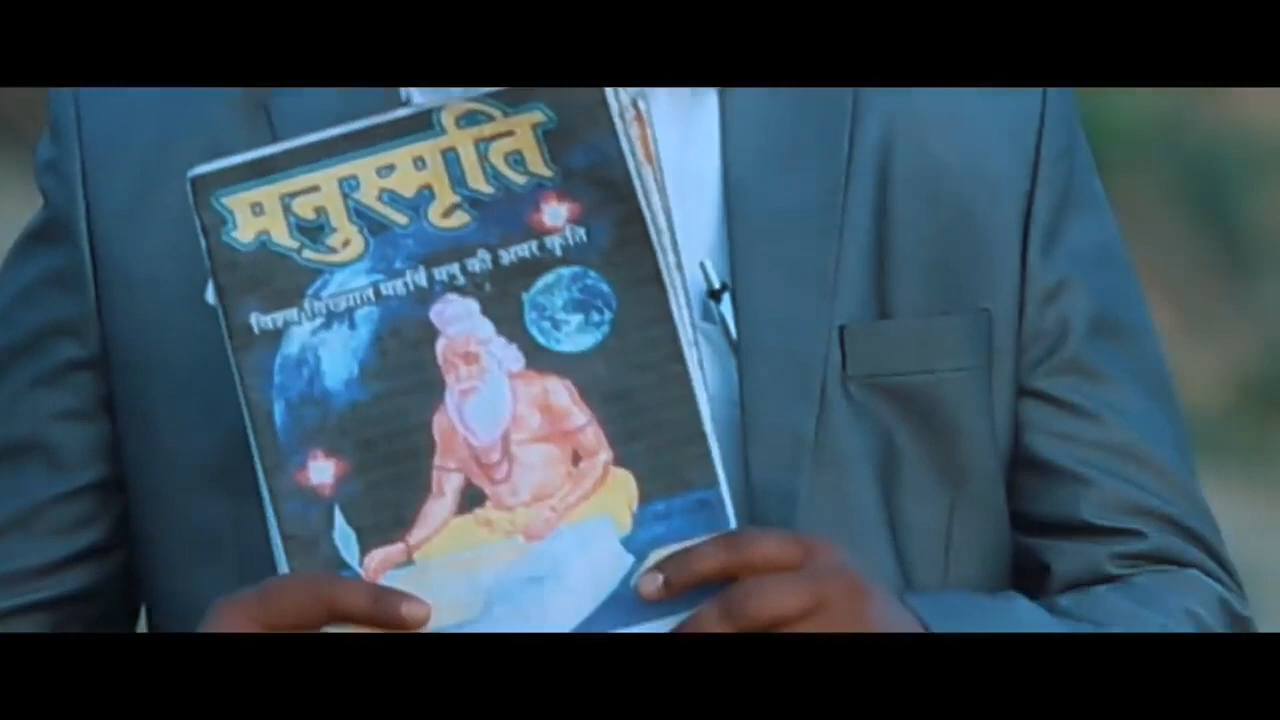 मनुस्मृति
विश्व विख्यात महर्षि मनु की अमर कृति